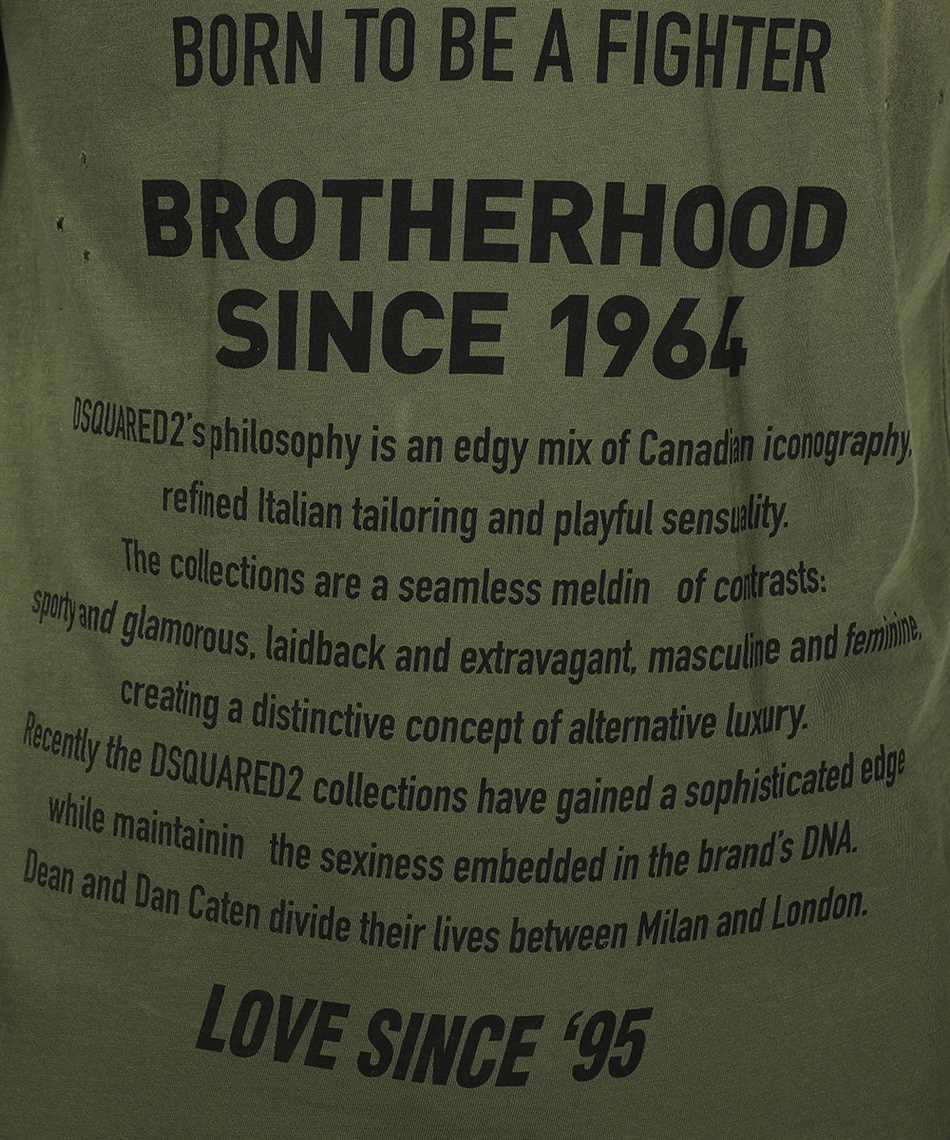 BORN TO BE A FIGHTER
BROTHERHOOD
SINCE 1964
DSQUARED2's philosophy is an edgy mix of Canadian iconography,
refined Italian tailoring and playful sensuality.
The collections are a seamless meldin of contrasts:
sporty and glamorous, laidback and extravagant, masculine and feminine,
creating a distinctive concept of alternative luxury.
Recently the DSQUARED2 collections have gained a sophisticated edge
while maintainin the sexiness embedded in the brand's DNA.
Dean and Dan Caten divide their lives between Milan and London.
LOVE SINCE '95